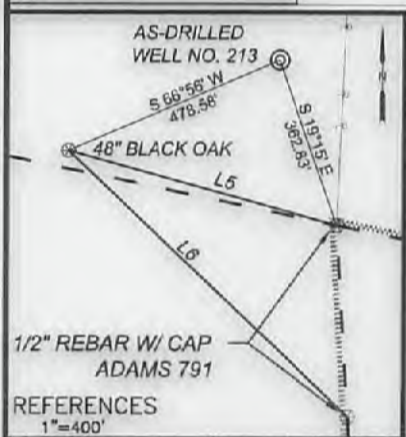 AS-DRILLED
WELL NO. 213
S 66°56' W
478.58'
S 19°15' E
362.63'
48" BLACK OAK
L5
L6
N
1/2" REBAR W/ CAP
ADAMS 791
REFERENCES
1"=400'